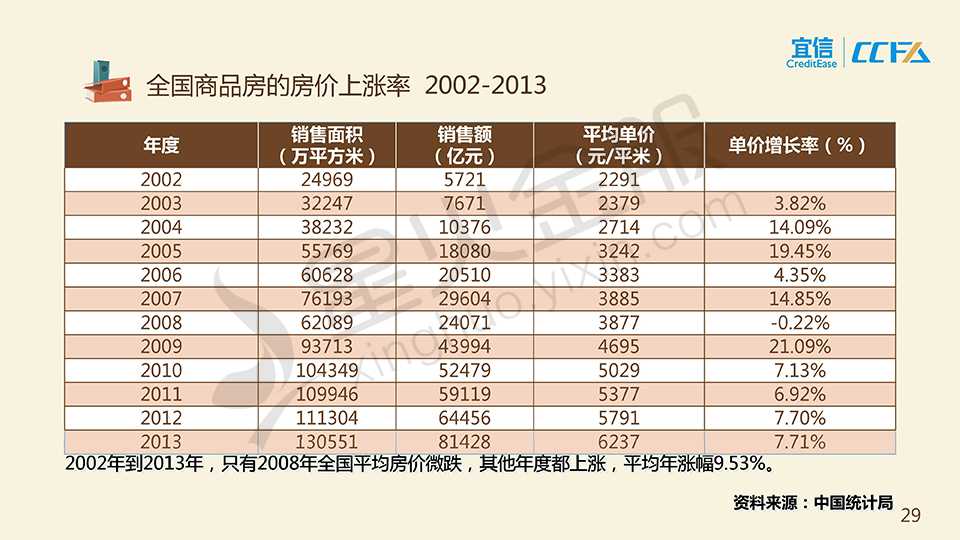 宜信
CreditEase
CCFA
全国商品房的房价上涨率 2002-2013
年度 销售面积（万平方米） 销售额（亿元） 平均单价（元/平米） 单价增长率（%）
2002 24969 5721 2291
2003 32247 7671 2379 3.82%
2004 38232 10376 2714 14.09%
2005 55769 18080 3242 19.45%
2006 60628 20510 3383 4.35%
2007 76193 29604 3885 14.85%
2008 62089 24071 3877 -0.22%
2009 93713 43994 4695 21.09%
2010 104349 52479 5029 7.13%
2011 109946 59119 5377 6.92%
2012 111304 64456 5791 7.70%
2013 130551 81428 6237 7.71%
2002年到2013年，只有2008年全国平均房价微跌，其他年度都上涨，平均年涨幅9.53%。
资料来源：中国统计局
29
星火金服
xinghuo.yixin.com